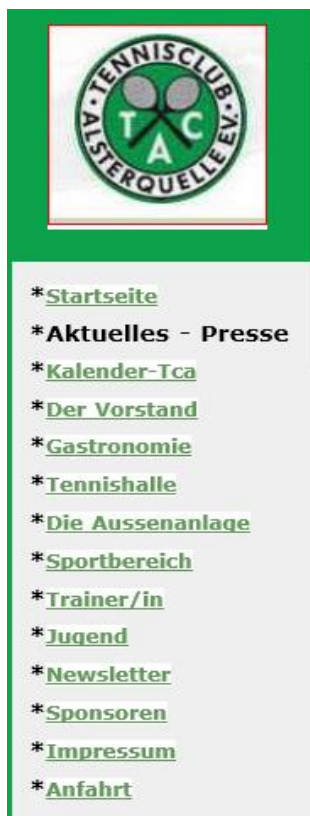 TENNISCLUB
ALSTERQUELLE E.V.
T A C
*Startseite
*Aktuelles - Presse
*Kalender-Tca
*Der Vorstand
*Gastronomie
*Tennishalle
*Die Aussenanlage
*Sportbereich
*Trainer/in
*Jugend
*Newsletter
*Sponsoren
*Impressum
*Anfahrt